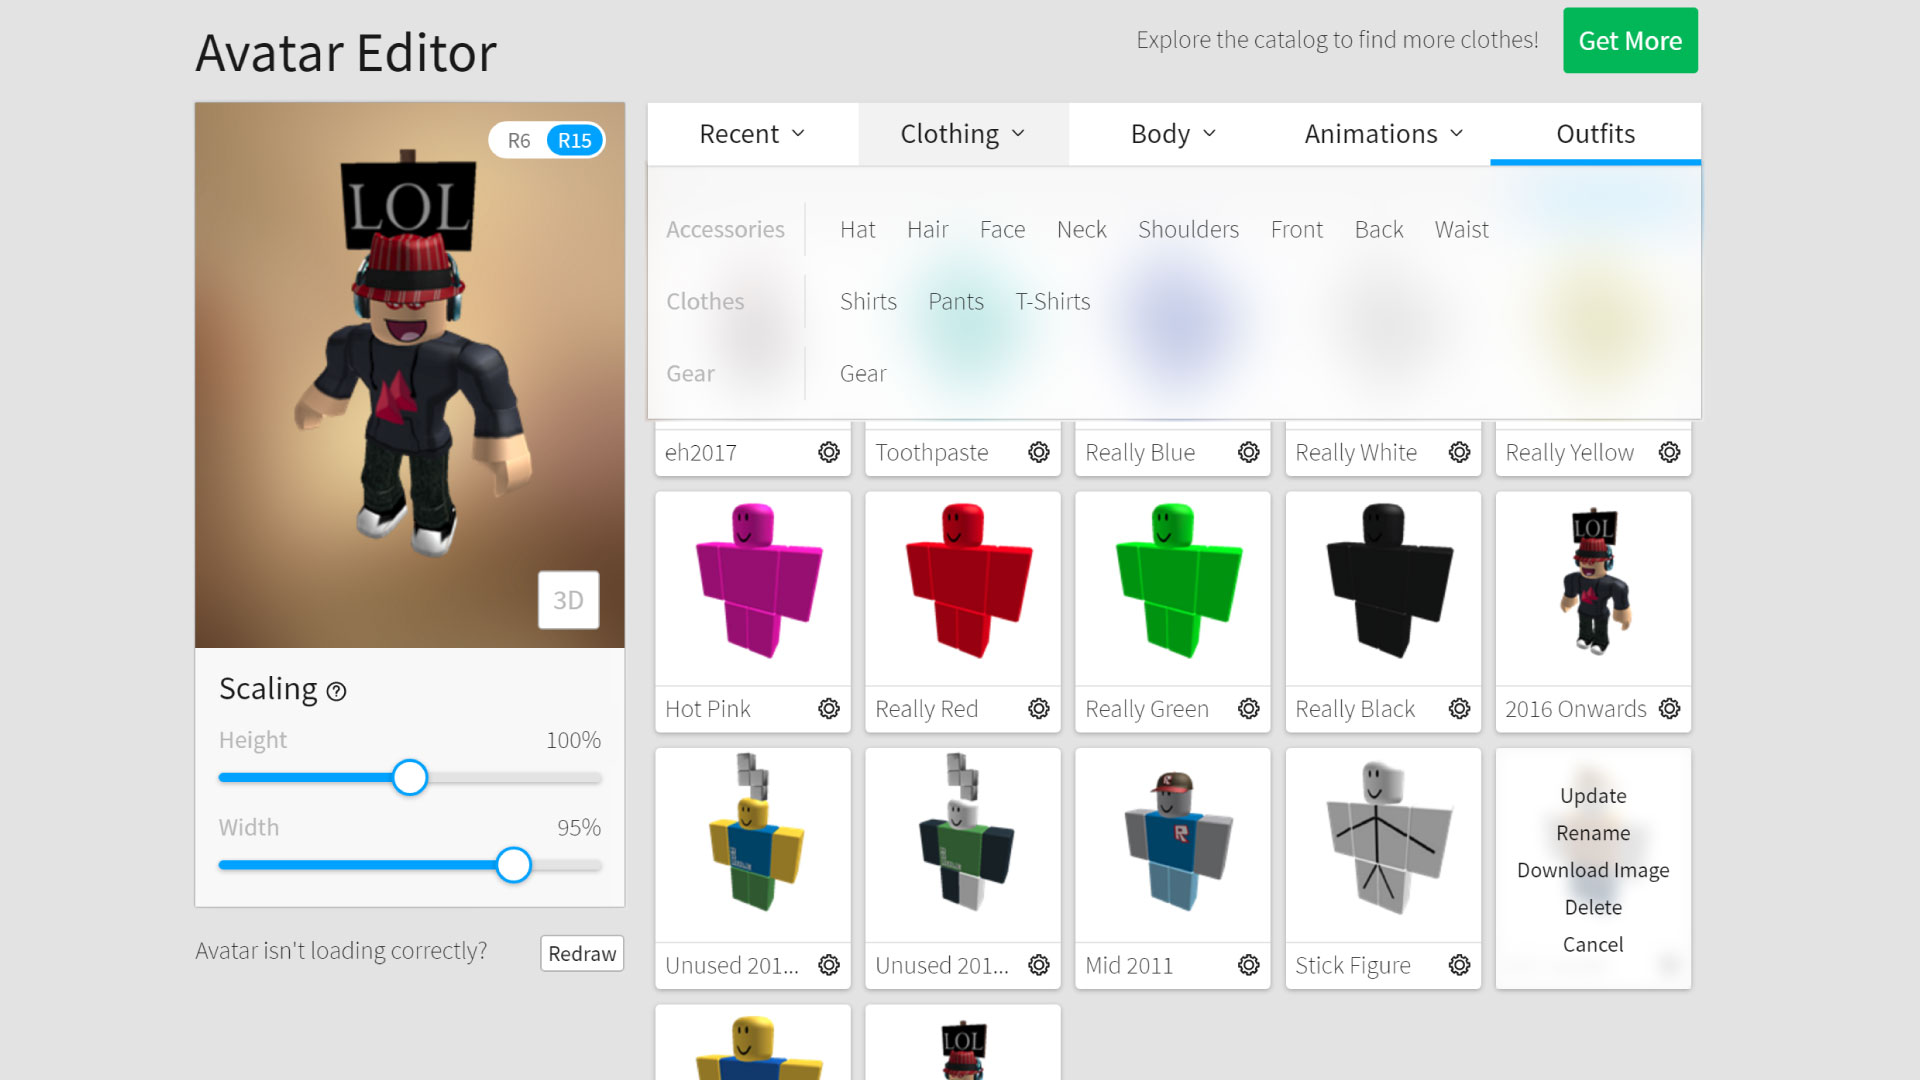 Avatar Editor
Explore the catalog to find more clothes!
Get More
R6 R15
LOL
3D
Scaling ?
Height 100%
Width 95%
Avatar isn't loading correctly?
Redraw
Recent Clothing Body Animations Outfits
Accessories Hat Hair Face Neck Shoulders Front Back Waist
Clothes Shirts Pants T-Shirts
Gear Gear
eh2017 Toothpaste Really Blue Really White Really Yellow
LOL
Hot Pink Really Red Really Green Really Black 2016 Onwards
R
R
Update
Rename
Download Image
Delete
Cancel
Unused 201... Unused 201... Mid 2011 Stick Figure
LOL